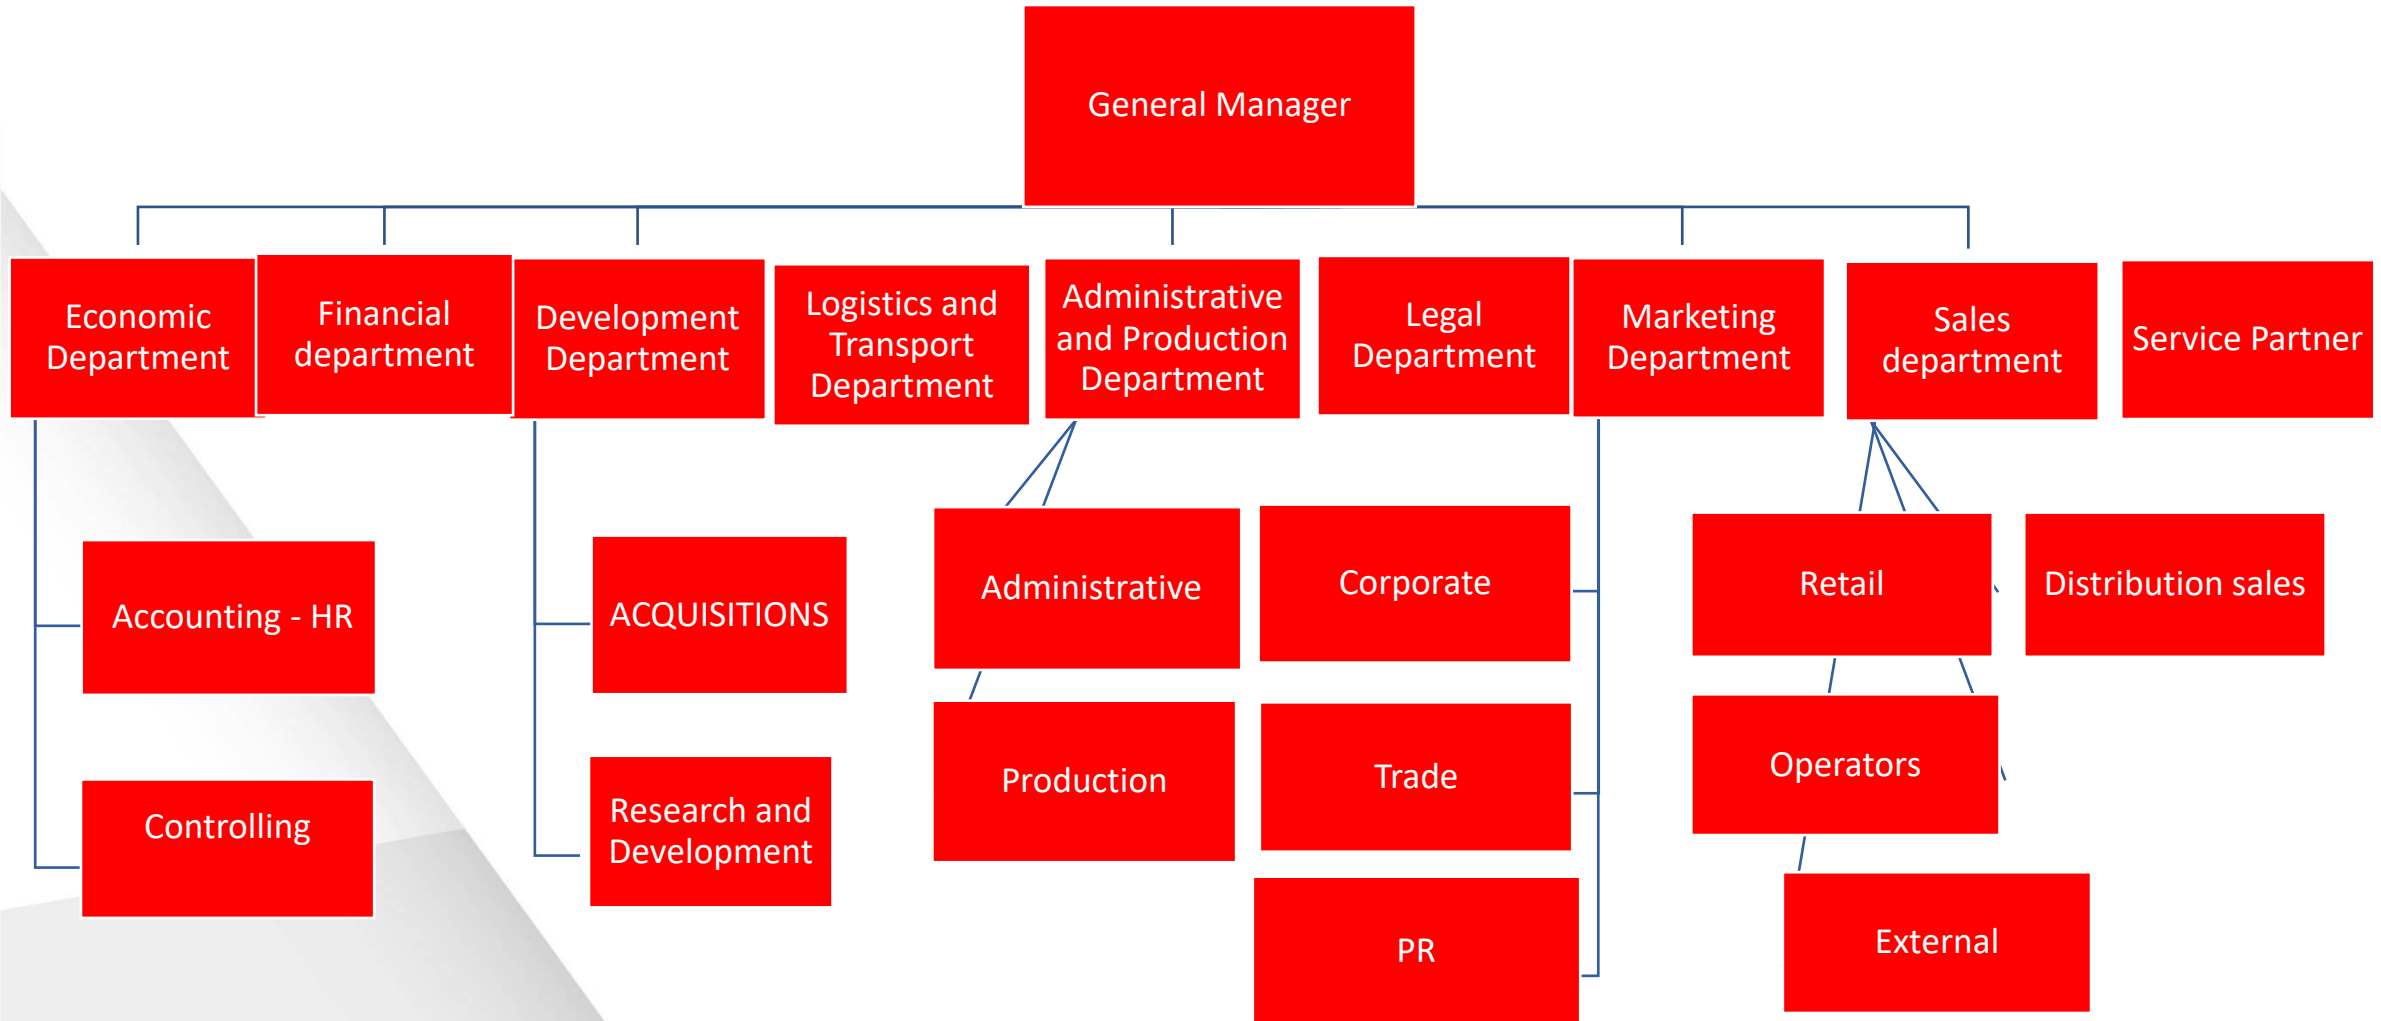 General Manager
Economic
Department
Financial
department
Development
Department
Logistics and
Transport
Department
Administrative
and Production
Department
Legal
Department
Marketing
Department
Sales
department
Service Partner
Accounting - HR
ACQUISITIONS
Administrative
Corporate
Retail
Distribution sales
Controlling
Research and
Development
Production
Trade
Operators
PR
External